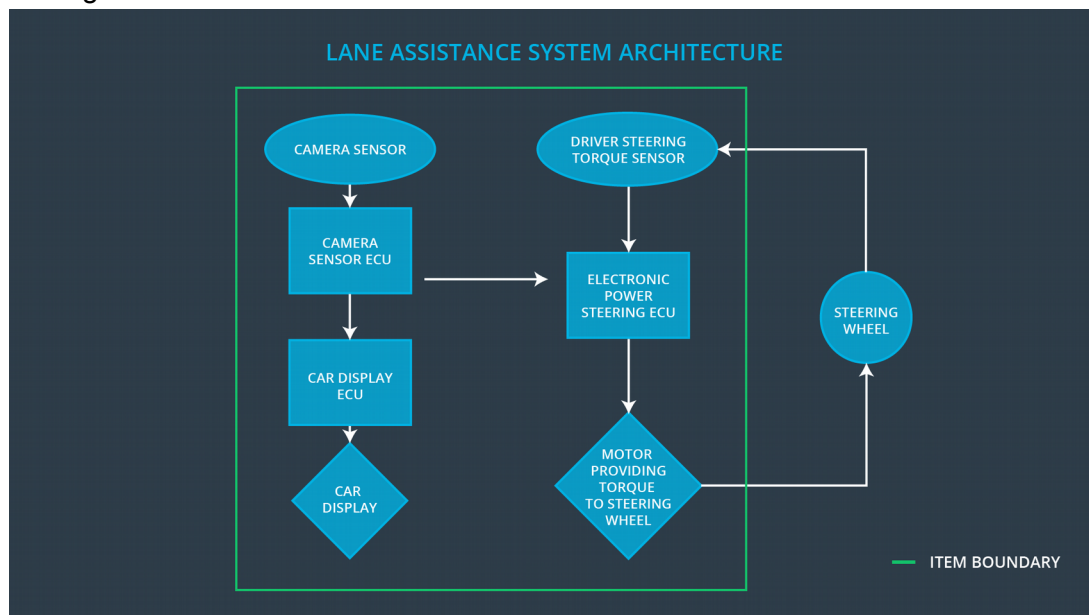 LANE ASSISTANCE SYSTEM ARCHITECTURE
CAMERA SENSOR
DRIVER STEERING
TORQUE SENSOR
CAMERA
SENSOR ECU
ELECTRONIC
POWER
STEERING ECU
STEERING
WHEEL
CAR DISPLAY
ECU
MOTOR
PROVIDING
TORQUE
TO STEERING
WHEEL
CAR
DISPLAY
ITEM BOUNDARY